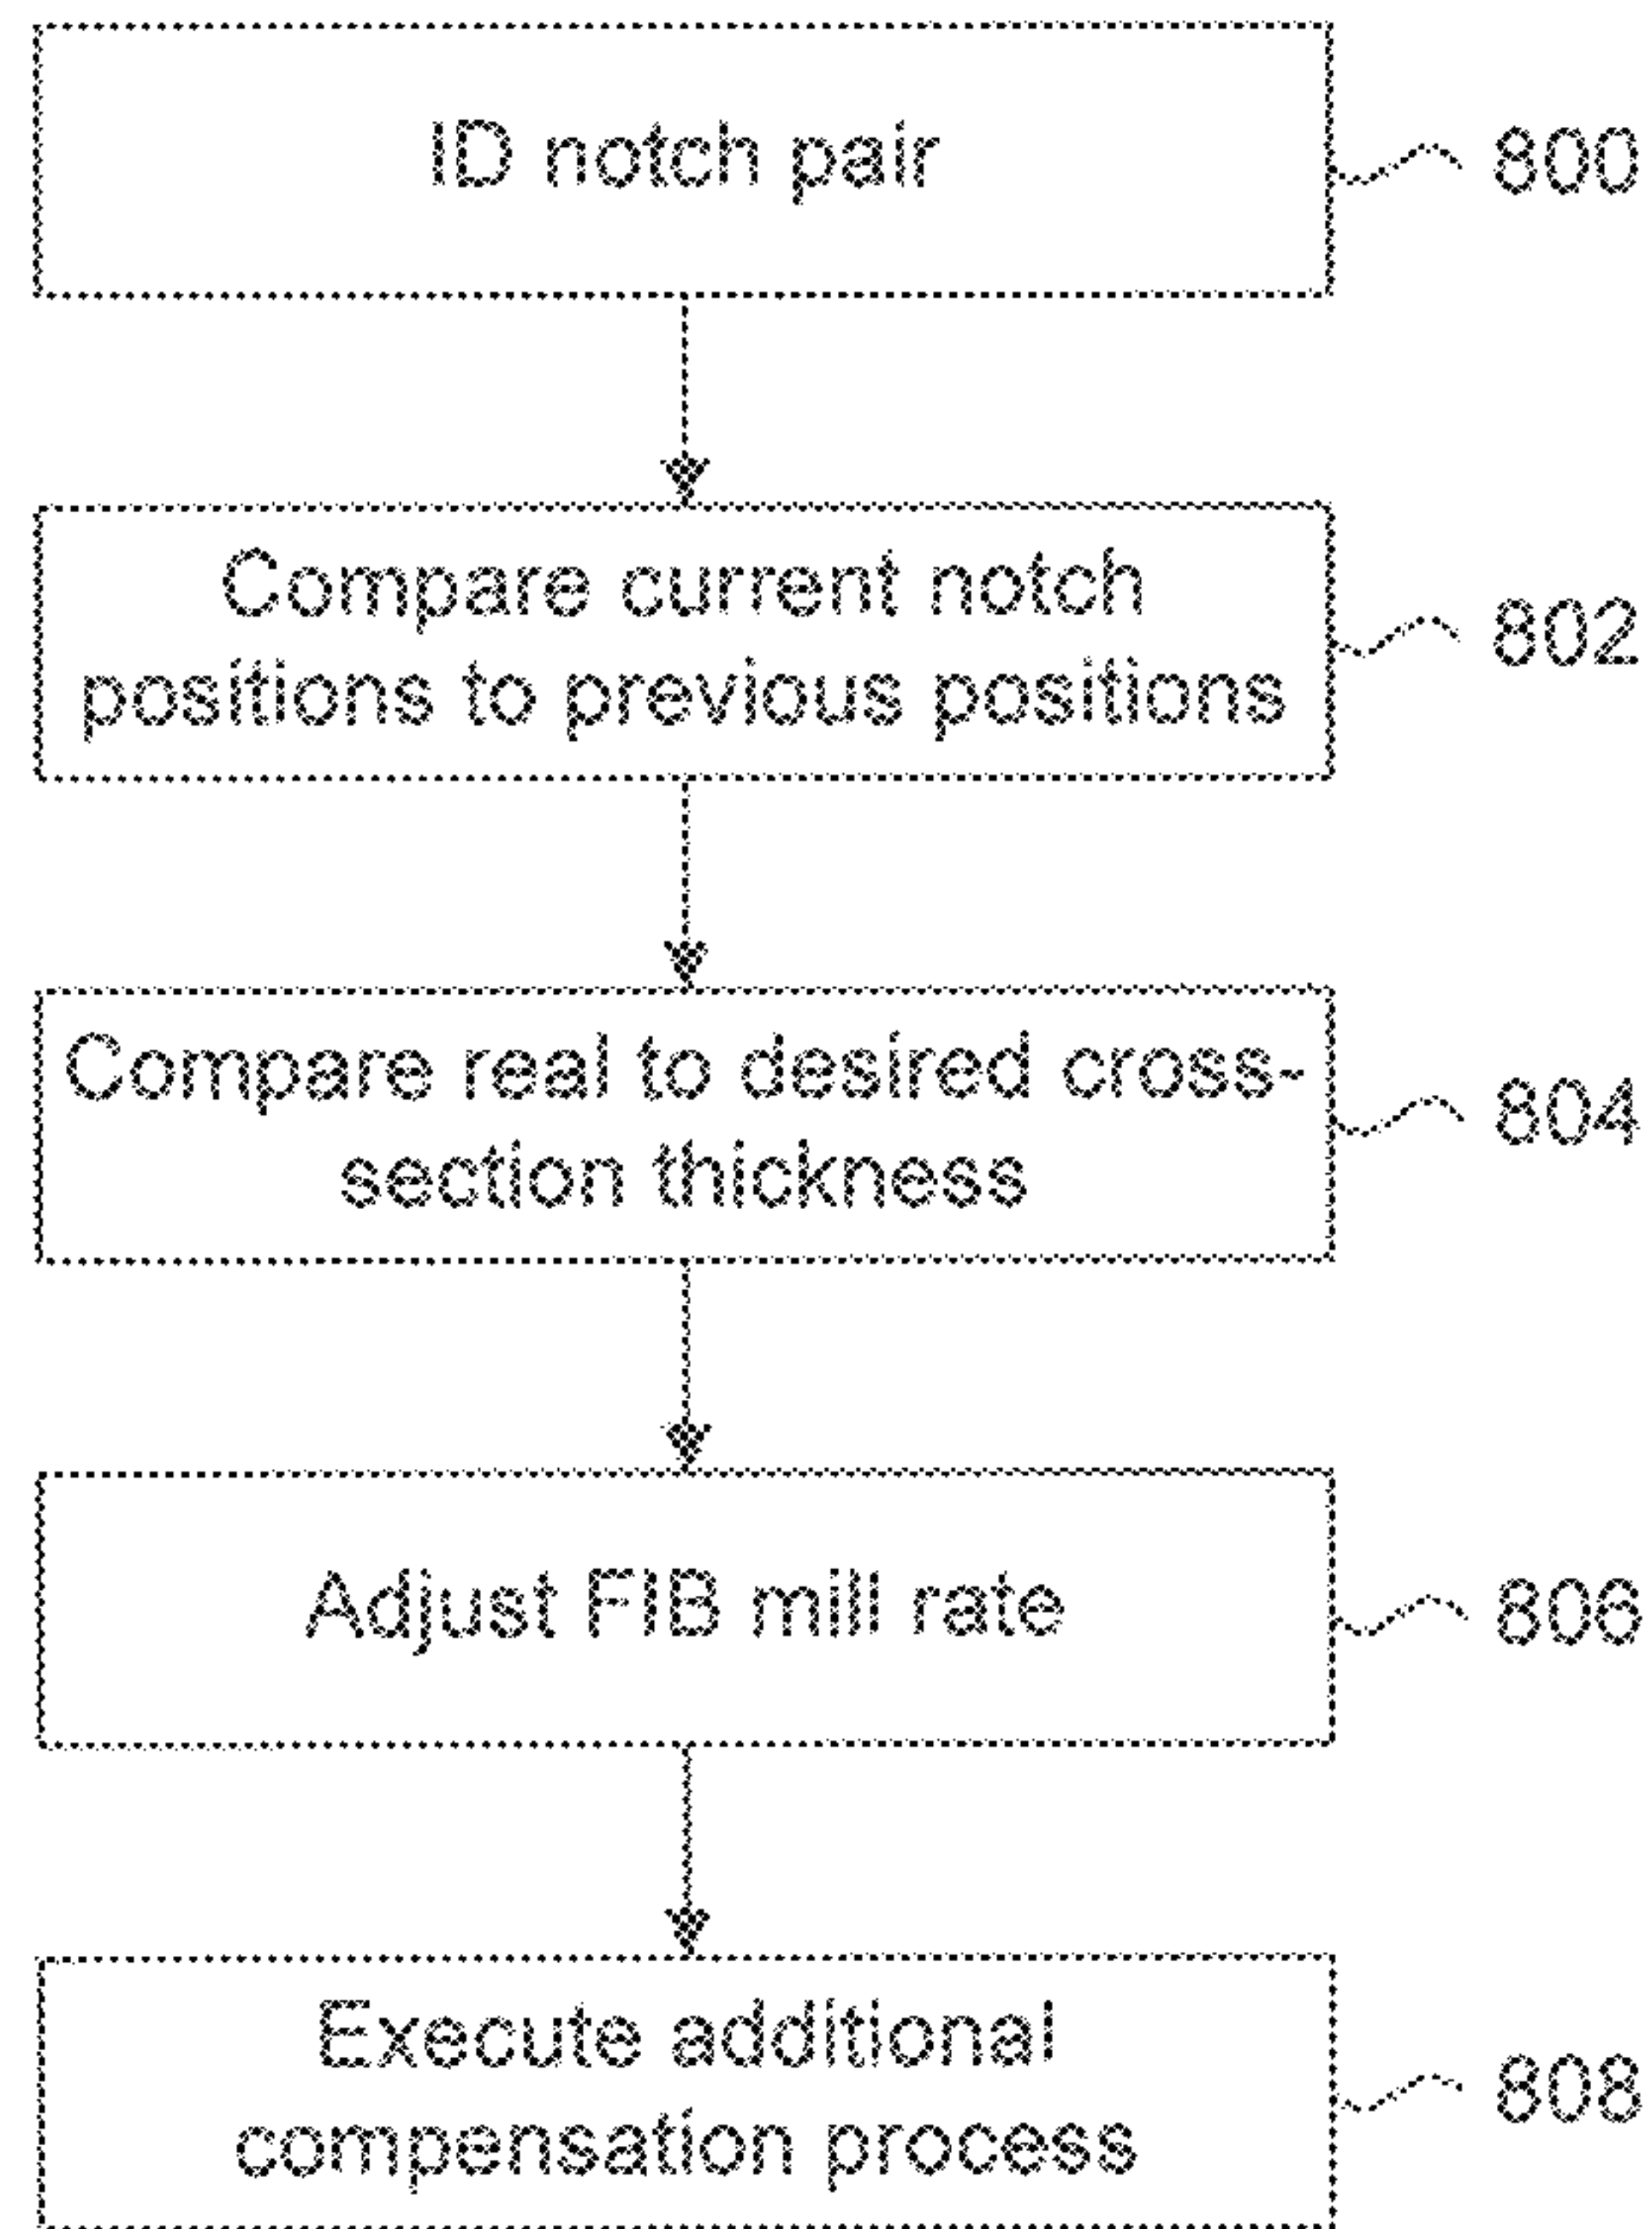 ID notch pair
800
Compare current notch
positions to previous positions
802
Compare real to desired cross-
section thickness
804
Adjust FIB mill rate
806
Execute additional
compensation process
808